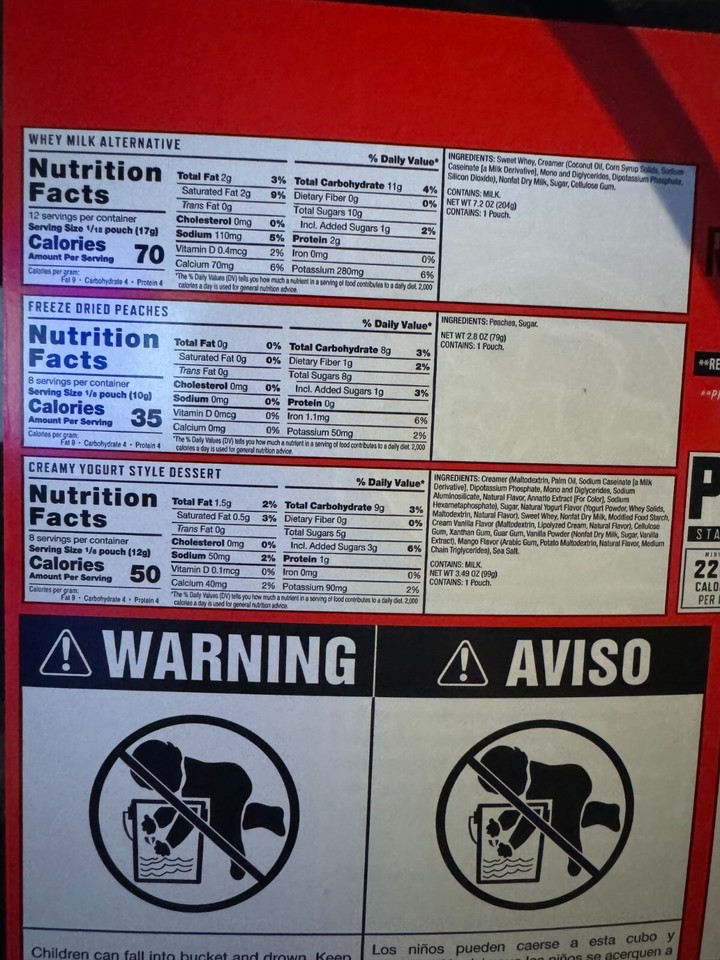 WHEY MILK ALTERNATIVE
Nutrition
Facts
12 servings per container
Serving Size 1/12 pouch (17g)
Calories
Amount Per Serving 70
Calories per gram:
Fat 9 • Carbohydrate 4 • Protein 4
% Daily Value*
Total Fat 2g 3%
Saturated Fat 2g 9%
Trans Fat 0g
Cholesterol 0mg 0%
Sodium 110mg 5%
Vitamin D 0.4mcg 2%
Calcium 70mg 6%
Total Carbohydrate 11g 4%
Dietary Fiber 0g 0%
Total Sugars 10g
Incl. Added Sugars 1g 2%
Protein 2g
Iron 0mg 0%
Potassium 280mg 6%
*The % Daily Values (DV) tells you how much a nutrient in a serving of food contributes to a daily diet. 2,000
calories a day is used for general nutrition advice.
INGREDIENTS: Sweet Whey, Creamer (Coconut Oil, Corn Syrup Solids, Sodium
Caseinate [a Milk Derivative], Mono and Diglycerides, Dipotassium Phosphate,
Silicon Dioxide), Nonfat Dry Milk, Sugar, Cellulose Gum.
CONTAINS: MILK.
NET WT 7.2 OZ (204g)
CONTAINS: 1 Pouch.
FREEZE DRIED PEACHES
Nutrition
Facts
8 servings per container
Serving Size 1/8 pouch (10g)
Calories
Amount Per Serving 35
Calories per gram:
Fat 9 • Carbohydrate 4 • Protein 4
% Daily Value*
Total Fat 0g 0%
Saturated Fat 0g 0%
Trans Fat 0g
Cholesterol 0mg 0%
Sodium 0mg 0%
Vitamin D 0mcg 0%
Calcium 0mg 0%
Total Carbohydrate 8g 3%
Dietary Fiber 1g 2%
Total Sugars 8g
Incl. Added Sugars 1g 3%
Protein 0g
Iron 1.1mg 6%
Potassium 50mg 2%
*The % Daily Values (DV) tells you how much a nutrient in a serving of food contributes to a daily diet. 2,000
calories a day is used for general nutrition advice.
INGREDIENTS: Peaches, Sugar.
NET WT 2.8 OZ (79g)
CONTAINS: 1 Pouch.
CREAMY YOGURT STYLE DESSERT
Nutrition
Facts
8 servings per container
Serving Size 1/8 pouch (12g)
Calories
Amount Per Serving 50
Calories per gram:
Fat 9 • Carbohydrate 4 • Protein 4
% Daily Value*
Total Fat 1.5g 2%
Saturated Fat 0.5g 3%
Trans Fat 0g
Cholesterol 0mg 0%
Sodium 50mg 2%
Vitamin D 0.1mcg 0%
Calcium 40mg 2%
Total Carbohydrate 9g 3%
Dietary Fiber 0g 0%
Total Sugars 5g
Incl. Added Sugars 3g 6%
Protein 1g
Iron 0mg 0%
Potassium 90mg 2%
*The % Daily Values (DV) tells you how much a nutrient in a serving of food contributes to a daily diet. 2,000
calories a day is used for general nutrition advice.
INGREDIENTS: Creamer (Maltodextrin, Palm Oil, Sodium Caseinate [a Milk
Derivative], Dipotassium Phosphate, Mono and Diglycerides, Sodium
Aluminosilicate, Natural Flavor, Annatto Extract [For Color], Sodium
Hexametaphosphate), Sugar, Natural Yogurt Flavor (Yogurt Powder, Whey Solids,
Maltodextrin, Natural Flavor), Sweet Whey, Nonfat Dry Milk, Modified Food Starch,
Cream Vanilla Flavor (Maltodextrin, Lipolyzed Cream, Natural Flavor), Cellulose
Gum, Xanthan Gum, Guar Gum, Vanilla Powder (Nonfat Dry Milk, Sugar, Vanilla
Extract), Mango Flavor (Arabic Gum, Potato Maltodextrin, Natural Flavor, Medium
Chain Triglycerides), Sea Salt.
CONTAINS: MILK.
NET WT 3.49 OZ (99g)
CONTAINS: 1 Pouch.
**RE
**P
P
STA
22
CALO
PER
WARNING
AVISO
Children can fall into bucket and drown. Keep
Los niños pueden caerse a esta cubo y
los niños se acerquen a